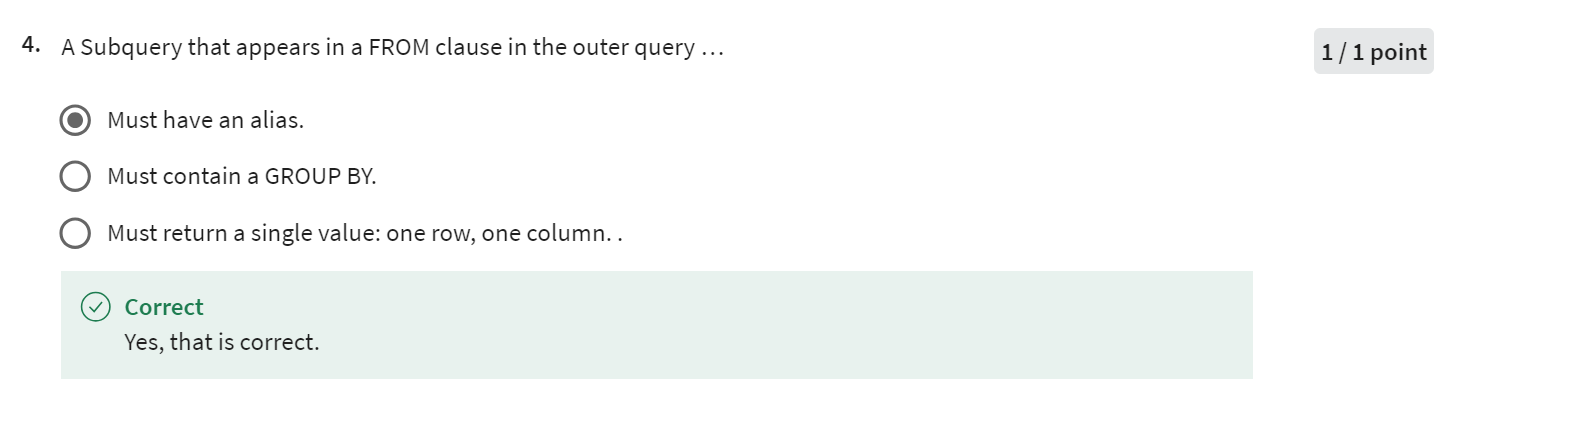 4. A Subquery that appears in a FROM clause in the outer query ...
1 / 1 point
Must have an alias.
Must contain a GROUP BY.
Must return a single value: one row, one column. .
Correct
Yes, that is correct.